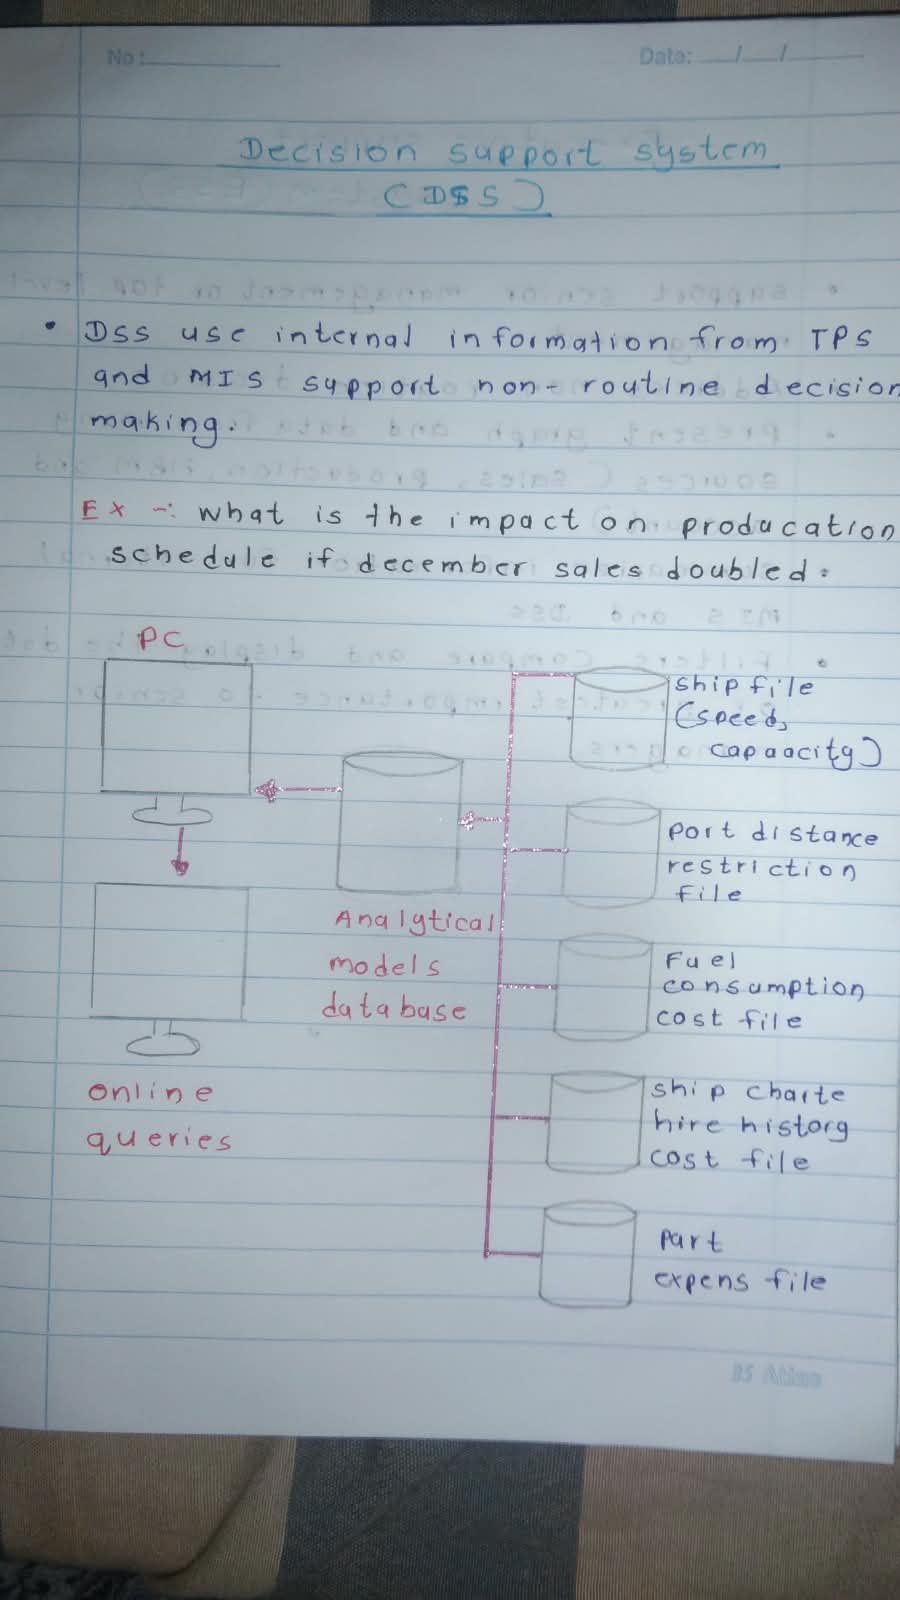 No:
Date: / /
Decision support system
(DSS)
• DSS use internal information from TPS
and MIS support non-routine decision
making.
Ex -: what is the impact on producation
schedule if december sales doubled.
PC
ship file
(speed,
capaacity)
port distance
restriction
file
Analytical
models
database
Fuel
consumption
cost file
online
queries
ship charte
hire historg
cost file
part
expens file